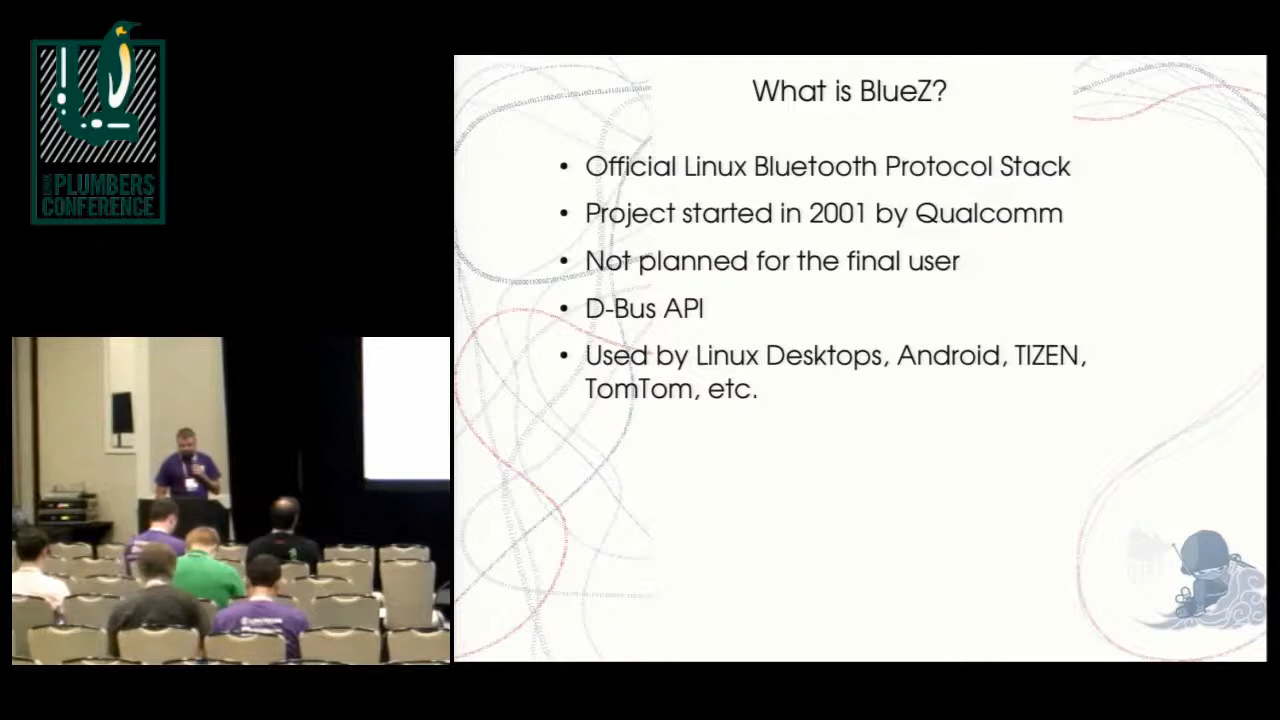 LINUX
PLUMBERS
CONFERENCE
What is BlueZ?
• Official Linux Bluetooth Protocol Stack
• Project started in 2001 by Qualcomm
• Not planned for the final user
• D-Bus API
• Used by Linux Desktops, Android, TIZEN,
TomTom, etc.